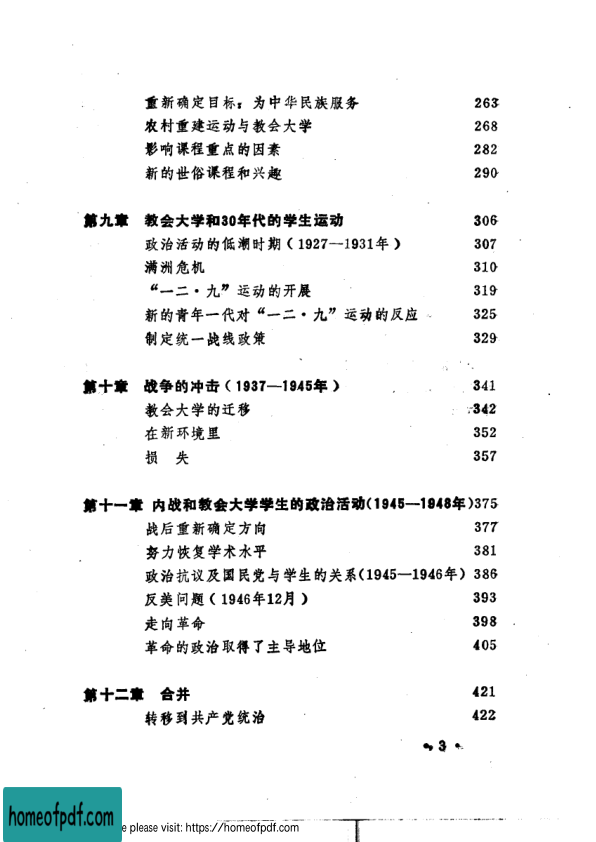 重新确定目标：为中华民族服务 263
农村重建运动与教会大学 268
影响课程重点的因素 282
新的世俗课程和兴趣 290
第九章 教会大学和30年代的学生运动 306
政治活动的低潮时期（1927—1931年） 307
满洲危机 310
“一二·九”运动的开展 319
新的青年一代对“一二·九”运动的反应 325
制定统一战线政策 329
第十章 战争的冲击（1937—1945年） 341
教会大学的迁移 342
在新环境里 352
损 失 357
第十一章 内战和教会大学学生的政治活动(1945—1948年)375
战后重新确定方向 377
努力恢复学术水平 381
政治抗议及国民党与学生的关系(1945—1946年) 386
反美问题（1946年12月） 393
走向革命 398
革命的政治取得了主导地位 405
第十二章 合并 421
转移到共产党统治 422
• 3 •
homeofpdf.com
e please visit: https://homeofpdf.com